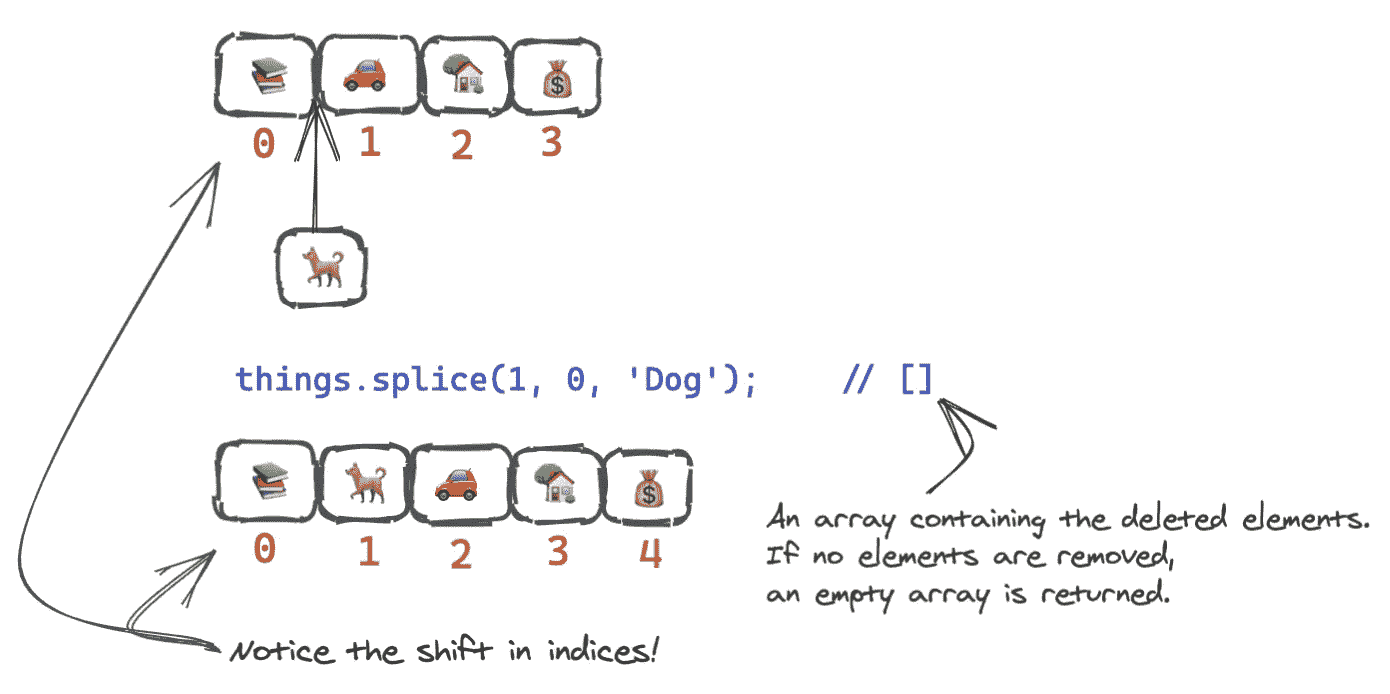 0 1 2 3
things.splice(1, 0, 'Dog'); // []
0 1 2 3 4
An array containing the deleted elements.
If no elements are removed,
an empty array is returned.
Notice the shift in indices!